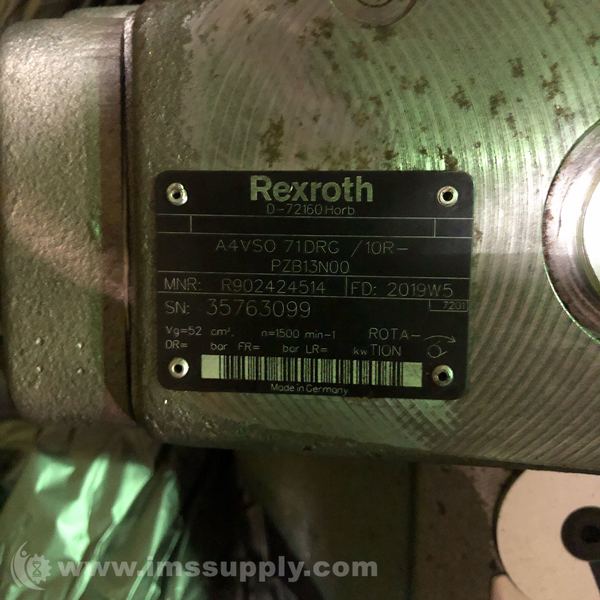 Rexroth
D-72160 Horb
A4VSO 71DRG /10R-
PZB13N00
MNR: R902424514 FD: 2019W5
SN: 35763099 7201
Vg=52 cm³. n=1500 min-1 ROTA-
DR= bar FR= bar LR= kw TION
Made in Germany
www.imssupply.com